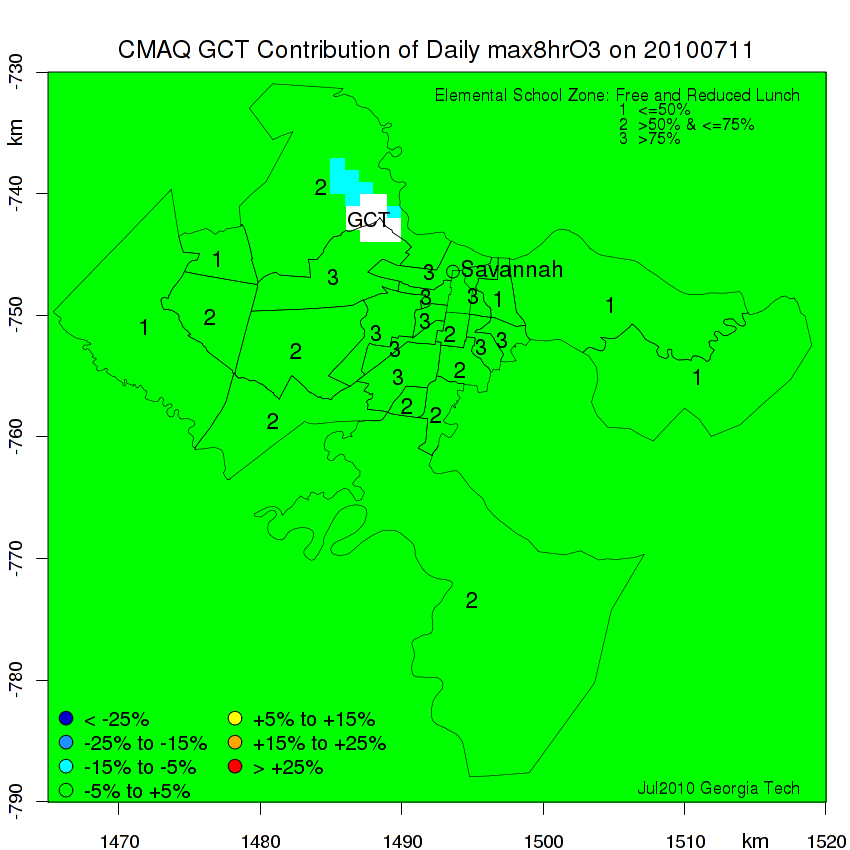 CMAQ GCT Contribution of Daily max8hrO3 on 20100711
-730
Elemental School Zone: Free and Reduced Lunch
1 <=50%
2 >50% & <=75%
3 >75%
km
2
-740
GCT
1
3
3
Savannah
3
3
1
1
-750
2
3
1
3
2
3
2
3
3
2
3
1
2
2
2
-760
-770
2
-780
< -25%
+5% to +15%
-25% to -15%
+15% to +25%
-15% to -5%
> +25%
-5% to +5%
Jul2010 Georgia Tech
-790
1470 1480 1490 1500 1510 km 1520